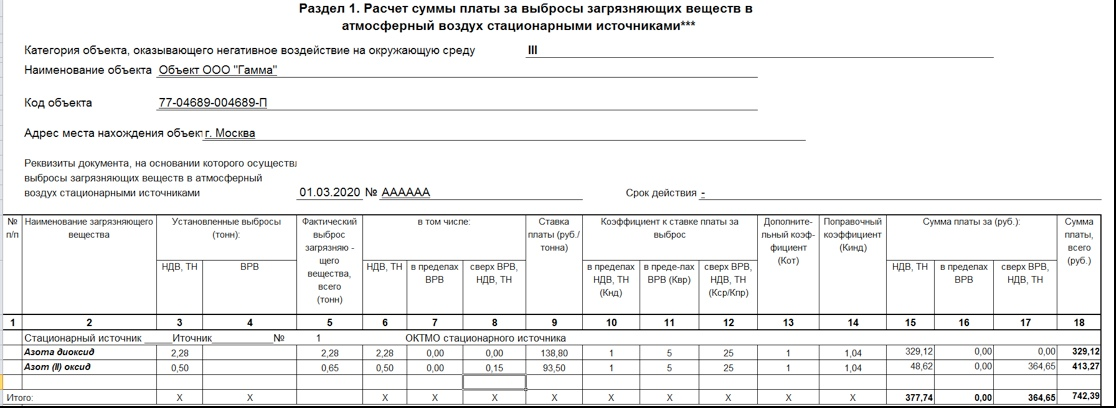 Раздел 1. Расчет суммы платы за выбросы загрязняющих веществ в
атмосферный воздух стационарными источниками***
Категория объекта, оказывающего негативное воздействие на окружающую среду III
Наименование объекта Объект ООО "Гамма"
Код объекта 77-04689-004689-П
Адрес места нахождения объект г. Москва
Реквизиты документа, на основании которого осуществл
выбросы загрязняющих веществ в атмосферный
воздух стационарными источниками 01.03.2020 № АААААА Срок действия -
№ п/п Наименование загрязняющего вещества Установленные выбросы (тонн): Фактический выброс загрязняю - щего вещества, всего (тонн) в том числе: Ставка платы (руб./ тонна) Коэффициент к ставке платы за выброс Дополните- льный коэф- фициент (Кот) Поправочный коэффициент (Кинд) Сумма платы за (руб.): Сумма платы, всего (руб.)
НДВ, ТН ВРВ НДВ, ТН в пределах ВРВ сверх ВРВ, НДВ, ТН в пределах НДВ, ТН (Кнд) в преде-лах ВРВ (Квр) сверх ВРВ, НДВ, ТН (Кср/Кпр) НДВ, ТН в пределах ВРВ сверх ВРВ, НДВ, ТН
1 2 3 4 5 6 7 8 9 10 11 12 13 14 15 16 17 18
Стационарный источник _____Иточник_________№ 1 ОКТМО стационарного источника
Азота диоксид 2,28 2,28 2,28 0,00 0,00 138,80 1 5 25 1 1,04 329,12 0,00 0,00 329,12
Азот (II) оксид 0,50 0,65 0,50 0,00 0,15 93,50 1 5 25 1 1,04 48,62 0,00 364,65 413,27
Итого: X X X X X X X X X X X X 377,74 0,00 364,65 742,39